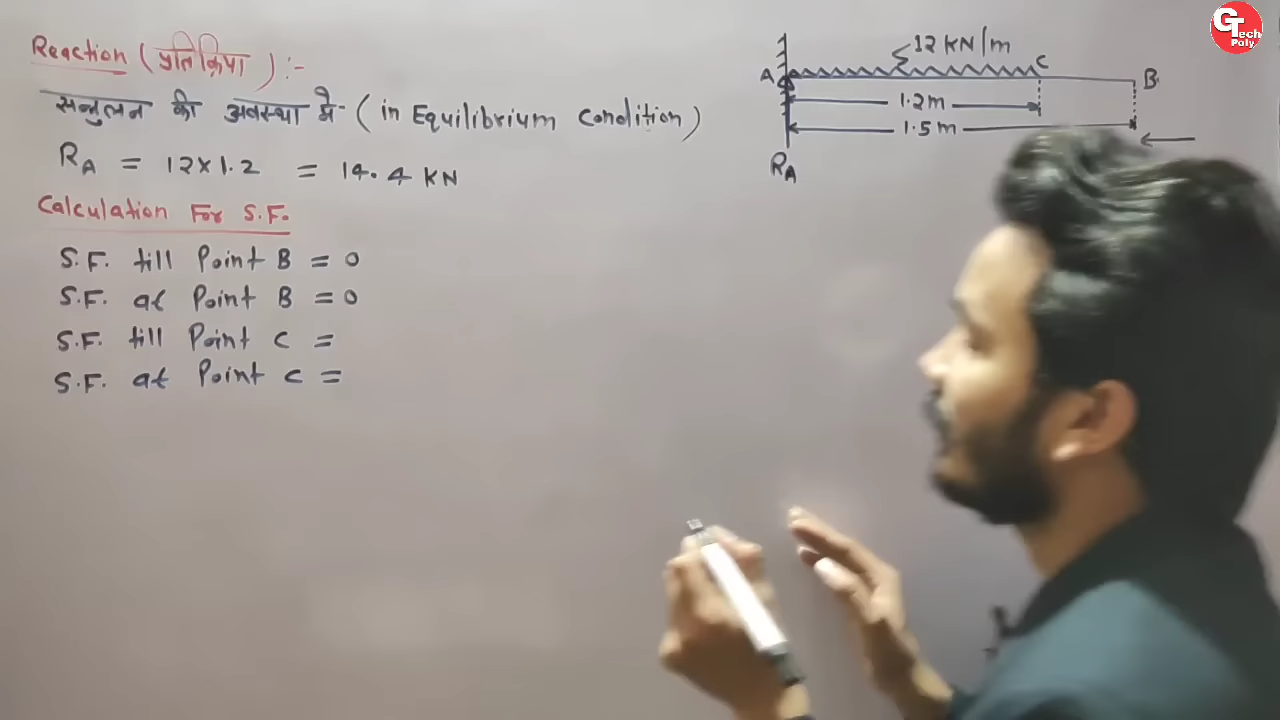 Reaction (प्रतिक्रिया) :-
सन्तुलन की अवस्था में- (in Equilibrium Condition)
RA = 12×1.2 = 14.4 KN
Calculation For S.F.
S.F. till Point B = 0
S.F. at Point B = 0
S.F. till Point C =
S.F. at Point C =
12 KN/m
A
C
B
1.2m
1.5m
RA
GTech
Poly